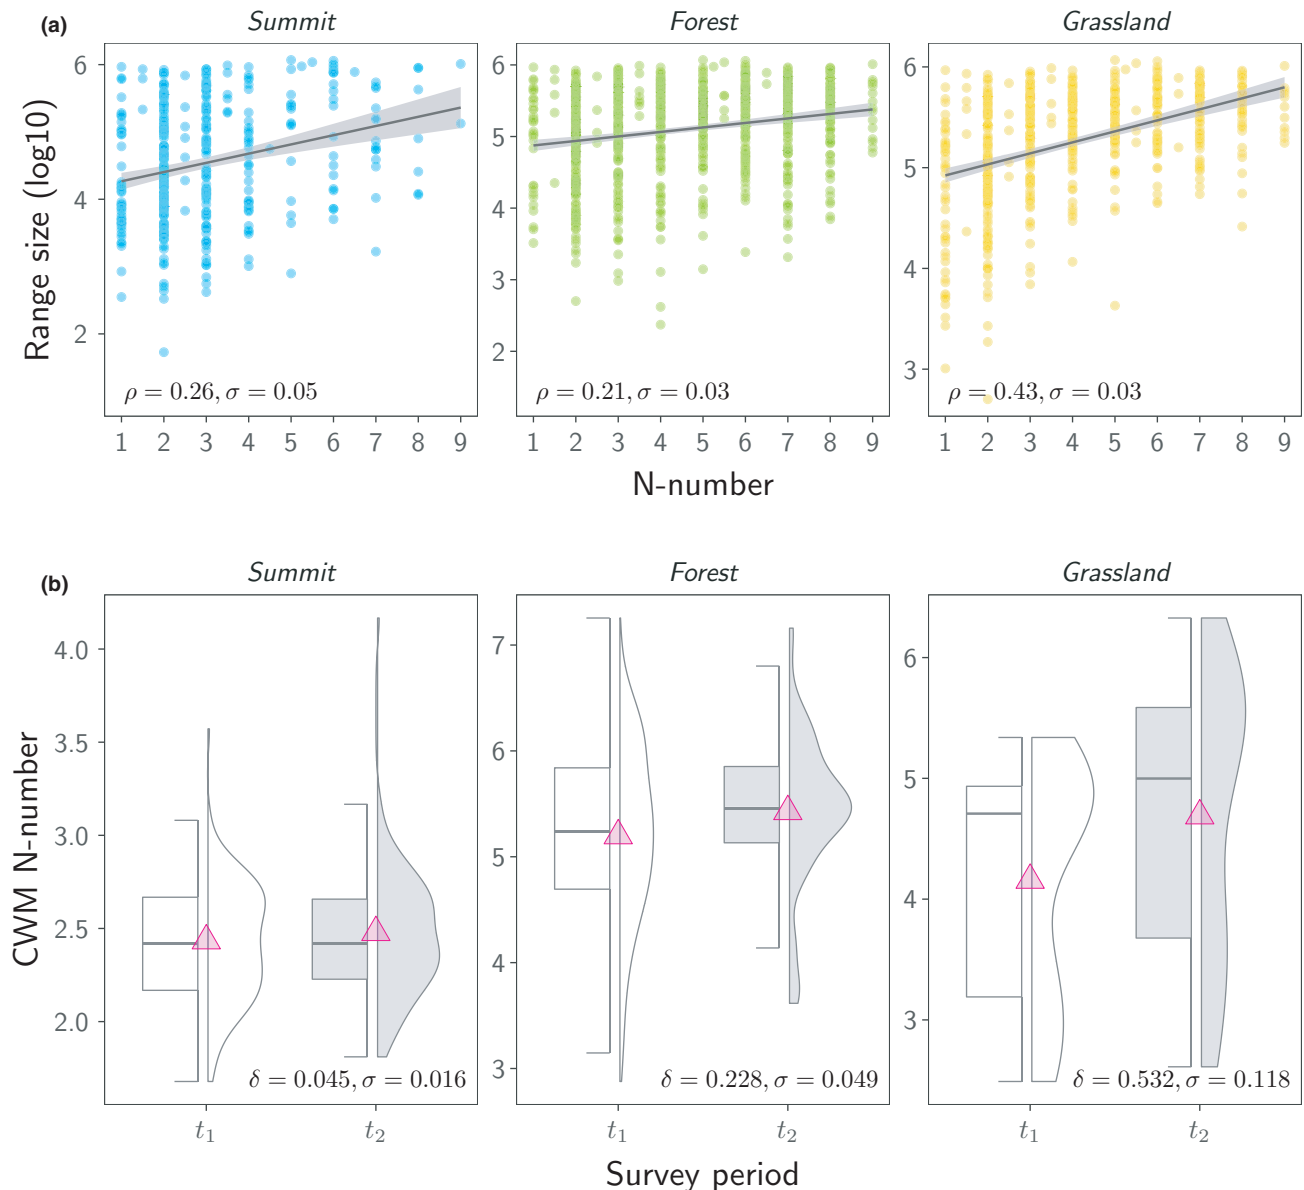 (a)
Summit
Forest
Grassland
Range size (log10)
6
4
2
6
5
4
3
2
6
5
4
3
ρ = 0.26, σ = 0.05
ρ = 0.21, σ = 0.03
ρ = 0.43, σ = 0.03
1 2 3 4 5 6 7 8 9
1 2 3 4 5 6 7 8 9
1 2 3 4 5 6 7 8 9
N-number
(b)
Summit
Forest
Grassland
CWM N-number
4.0
3.5
3.0
2.5
2.0
7
6
5
4
3
6
5
4
3
δ = 0.045, σ = 0.016
δ = 0.228, σ = 0.049
δ = 0.532, σ = 0.118
t₁ t₂
t₁ t₂
t₁ t₂
Survey period